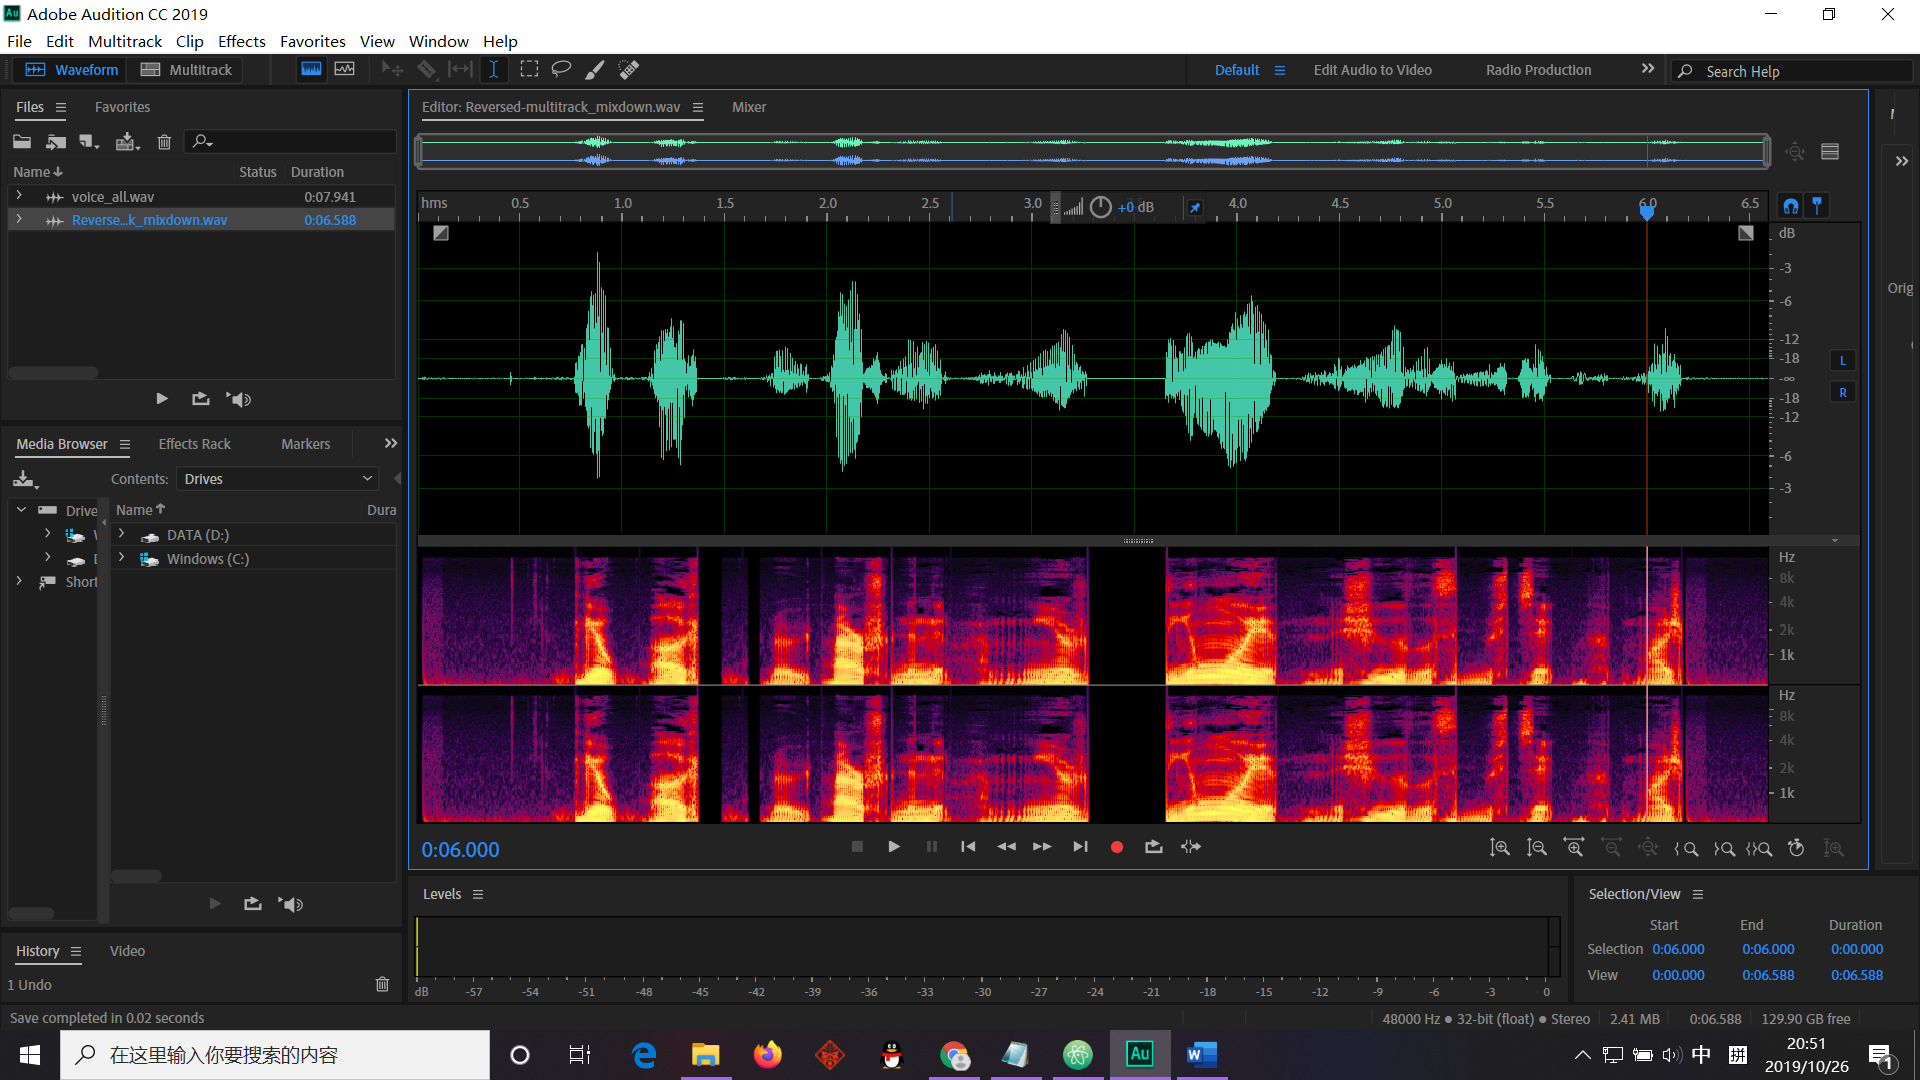 Adobe Audition CC 2019
File Edit Multitrack Clip Effects Favorites View Window Help
Waveform Multitrack Default Edit Audio to Video Radio Production Search Help
Files Favorites
Name Status Duration
voice_all.wav 0:07.941
Reverse...k_mixdown.wav 0:06.588
Media Browser Effects Rack Markers
Contents: Drives
Drive
Short
Name Dura
DATA (D:)
Windows (C:)
History Video
1 Undo
Save completed in 0.02 seconds
Editor: Reversed-multitrack_mixdown.wav Mixer
hms 0.5 1.0 1.5 2.0 2.5 3.0 +0 dB 4.0 4.5 5.0 5.5 6.0 6.5
dB
-3
-6
-12
-18
-∞
-18
-12
-6
-3
L
R
Orig
Hz
8k
4k
2k
1k
Hz
8k
4k
2k
1k
0:06.000
Levels
dB -57 -54 -51 -48 -45 -42 -39 -36 -33 -30 -27 -24 -21 -18 -15 -12 -9 -6 -3 0
Selection/View
Start End Duration
Selection 0:06.000 0:06.000 0:00.000
View 0:00.000 0:06.588 0:06.588
48000 Hz ● 32-bit (float) ● Stereo 2.41 MB 0:06.588 129.90 GB free
在这里输入你要搜索的内容
Au
中
拼
20:51
2019/10/26
1